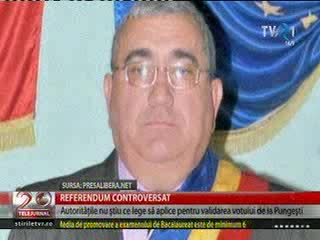 TVR 1
SURSA: PRESALIBERA.NET
REFERENDUM CONTROVERSAT
Autoritățile nu știu ce lege să aplice pentru validarea votului de la Pungești
TELEJURNAL
stiriletvr.ro
Media de promovare a examenului de Bacalaureat este de minimum 6